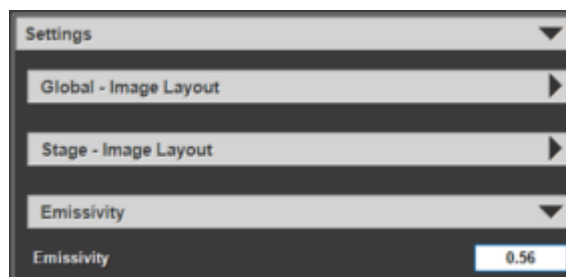 Settings
Global - Image Layout
Stage - Image Layout
Emissivity
Emissivity 0.56